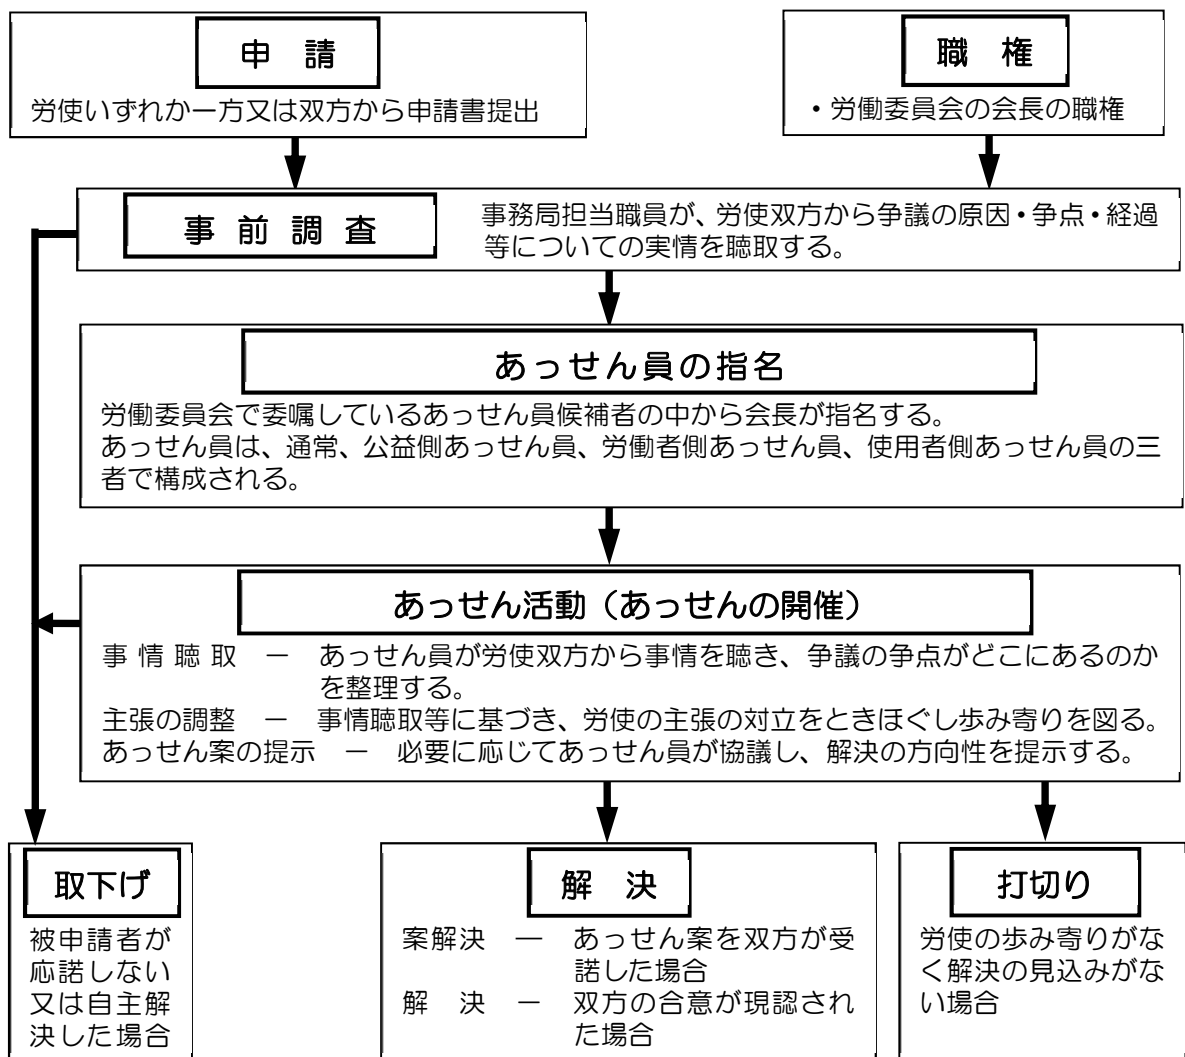 申 請
労使いずれか一方又は双方から申請書提出
職 権
・労働委員会の会長の職権
事 前 調 査
事務局担当職員が、労使双方から争議の原因・争点・経過
等についての実情を聴取する。
あっせん員の指名
労働委員会で委嘱しているあっせん員候補者の中から会長が指名する。
あっせん員は、通常、公益側あっせん員、労働者側あっせん員、使用者側あっせん員の三
者で構成される。
あっせん活動（あっせんの開催）
事 情 聴 取 － あっせん員が労使双方から事情を聴き、争議の争点がどこにあるのか
を整理する。
主張の調整 － 事情聴取等に基づき、労使の主張の対立をときほぐし歩み寄りを図る。
あっせん案の提示 － 必要に応じてあっせん員が協議し、解決の方向性を提示する。
取下げ
被申請者が
応諾しない
又は自主解
決した場合
解 決
案解決 ― あっせん案を双方が受
諾した場合
解 決 － 双方の合意が現認され
た場合
打切り
労使の歩み寄りがな
く解決の見込みがな
い場合